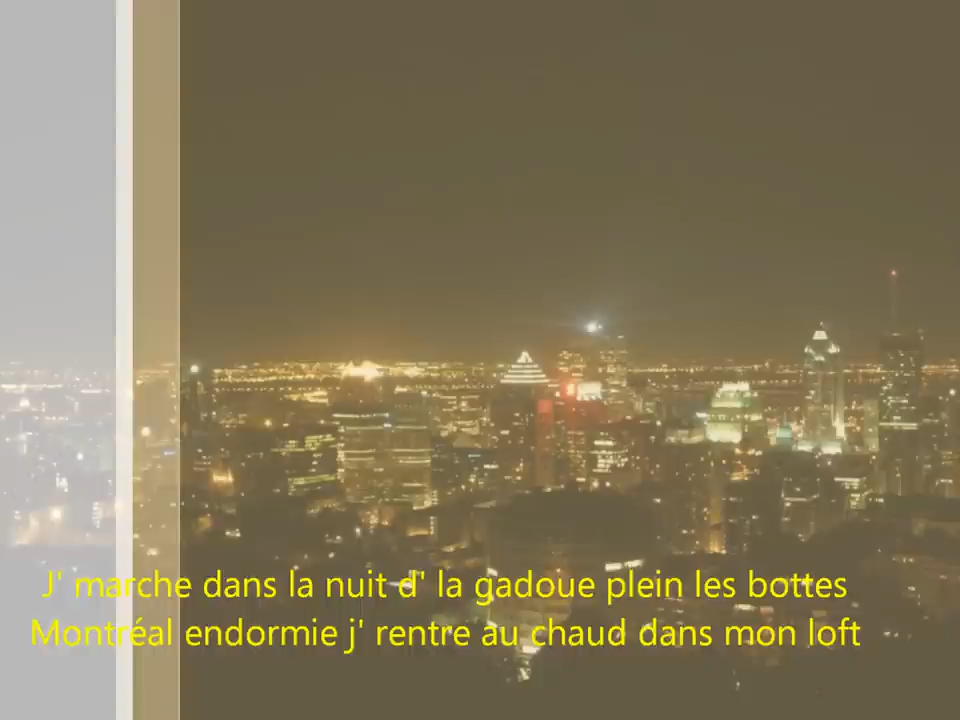 J' marche dans la nuit d' la gadoue plein les bottes
Montréal endormie j' rentre au chaud dans mon loft